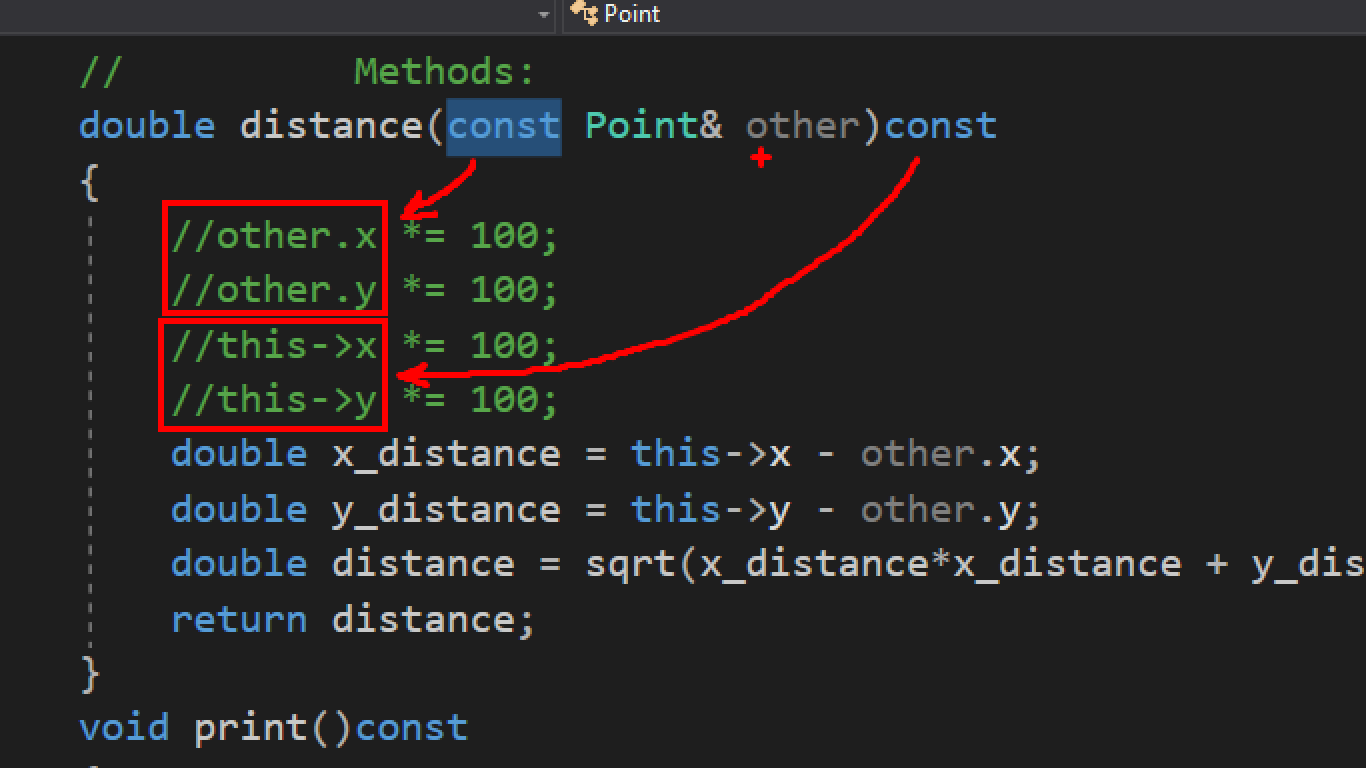 Point
//          Methods:
double distance(const Point& other)const
{
//other.x *= 100;
//other.y *= 100;
//this->x *= 100;
//this->y *= 100;
double x_distance = this->x - other.x;
double y_distance = this->y - other.y;
double distance = sqrt(x_distance*x_distance + y_dis
return distance;
}
void print()const